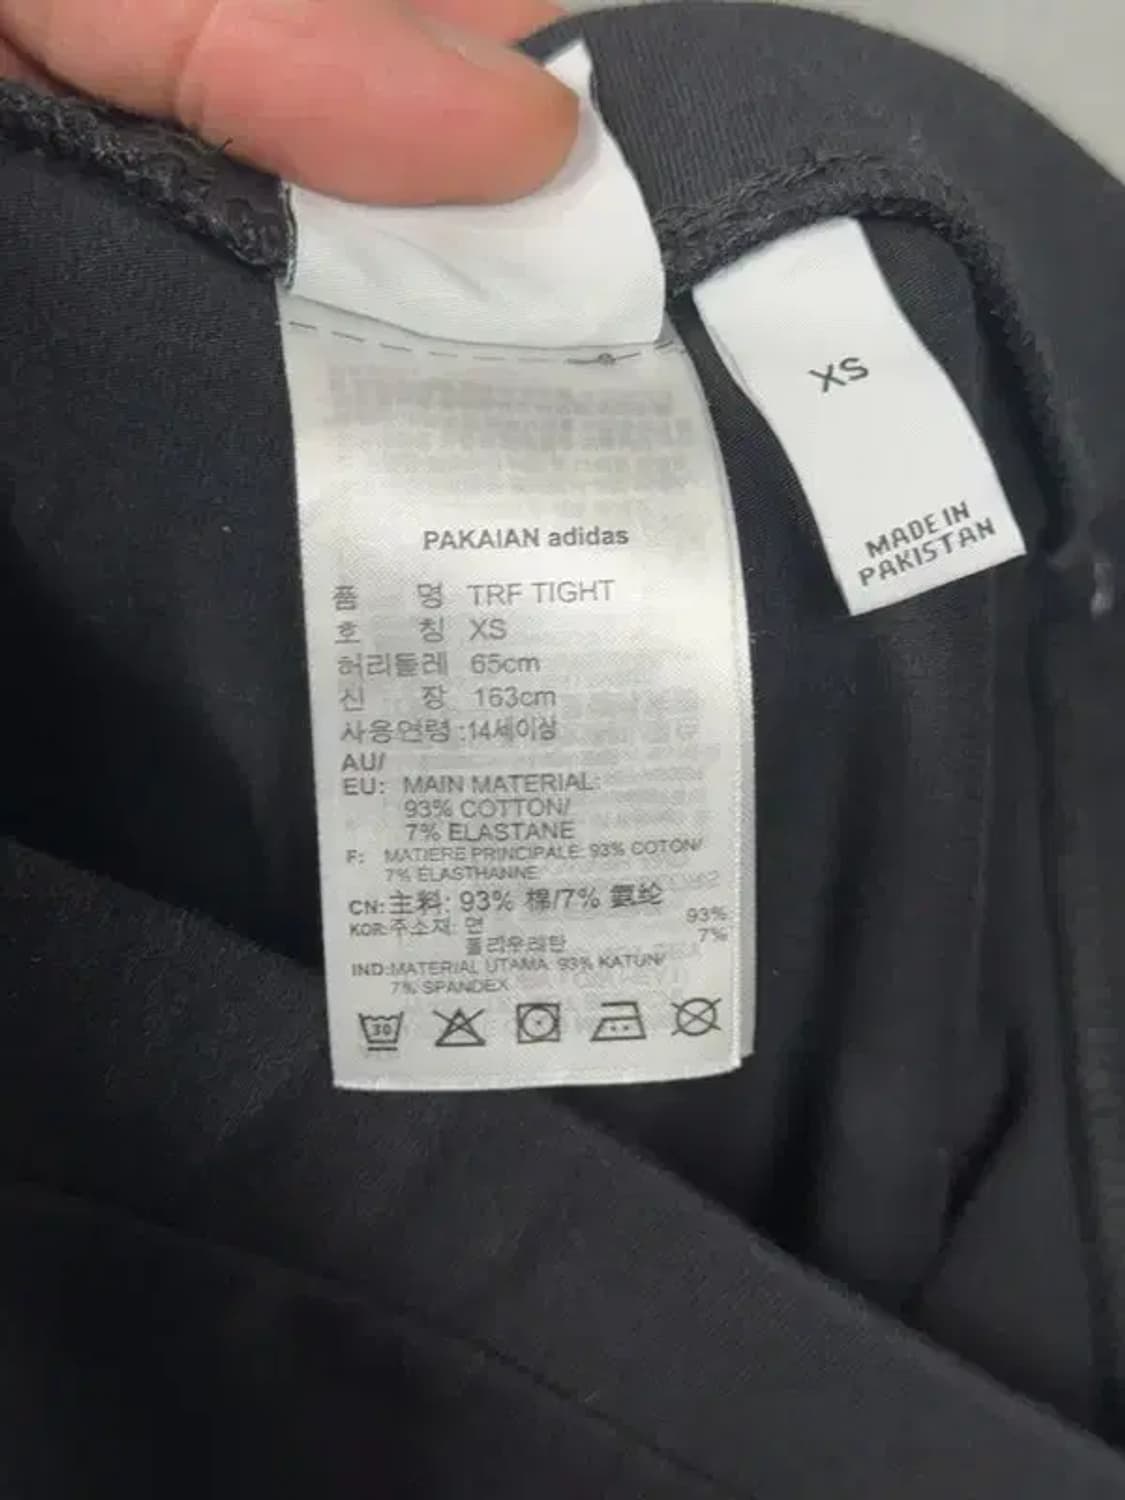 PAKAIAN adidas
품 명 TRF TIGHT
호 칭 XS
허리둘레 65cm
신 장 163cm
사용연령 :14세이상
AU/
EU: MAIN MATERIAL:
93% COTTON/
7% ELASTANE
F: MATIERE PRINCIPALE: 93% COTON/
7% ELASTHANNE
CN:主料: 93% 棉/7% 氨纶
KOR:주소재: 면 93%
폴리우레탄 7%
IND:MATERIAL UTAMA: 93% KATUN/
7% SPANDEX
30
XS
MADE IN
PAKISTAN